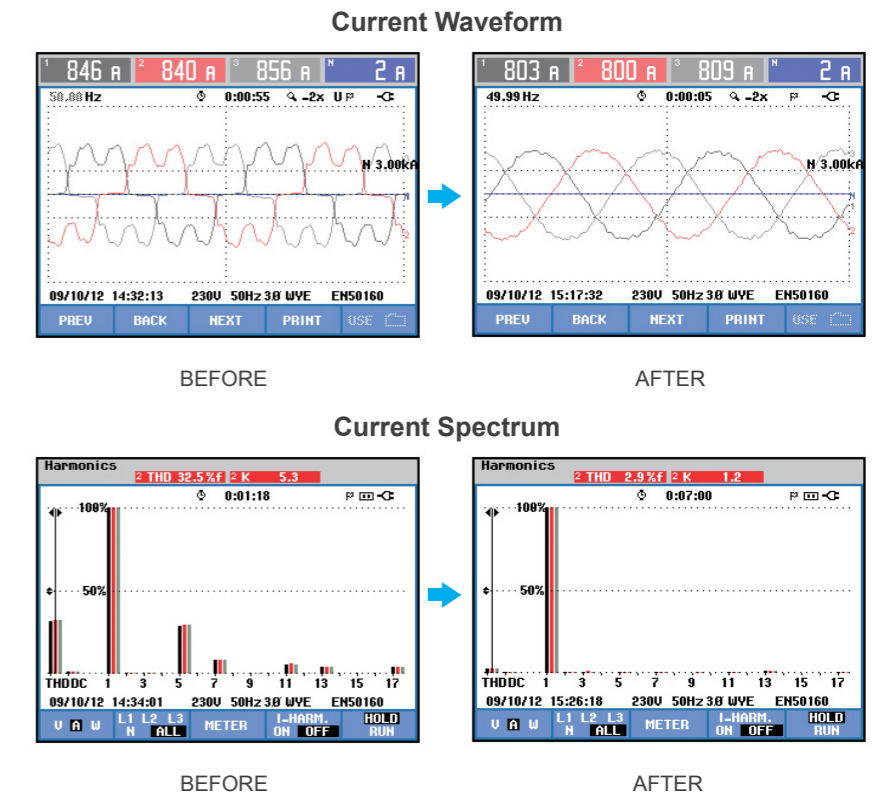 Current Waveform
1 846 A 2 840 A 3 856 A N 2 A
50.00 Hz 0:00:55 -2x U P
N 3.00kA
N
2
09/10/12 14:32:13 230V 50Hz 3Ø WYE EN50160
PREV BACK NEXT PRINT USE
BEFORE
1 803 A 2 800 A 3 809 A N 2 A
49.99 Hz 0:00:05 -2x P
N 3.00kA
N
1
2
09/10/12 15:17:32 230V 50Hz 3Ø WYE EN50160
PREV BACK NEXT PRINT USE
AFTER
Current Spectrum
Harmonics
2 THD 32.5%f 2 K 5.3
0:01:18 P
100%
50%
THD DC 1 3 5 7 9 11 13 15 17
09/10/12 14:34:01 230V 50Hz 3Ø WYE EN50160
V A W L1 L2 L3 N ALL METER I-HARM. ON OFF HOLD RUN
BEFORE
Harmonics
2 THD 2.9%f 2 K 1.2
0:07:00 P
100%
50%
THD DC 1 3 5 7 9 11 13 15 17
09/10/12 15:26:18 230V 50Hz 3Ø WYE EN50160
V A W L1 L2 L3 N ALL METER I-HARM. ON OFF HOLD RUN
AFTER